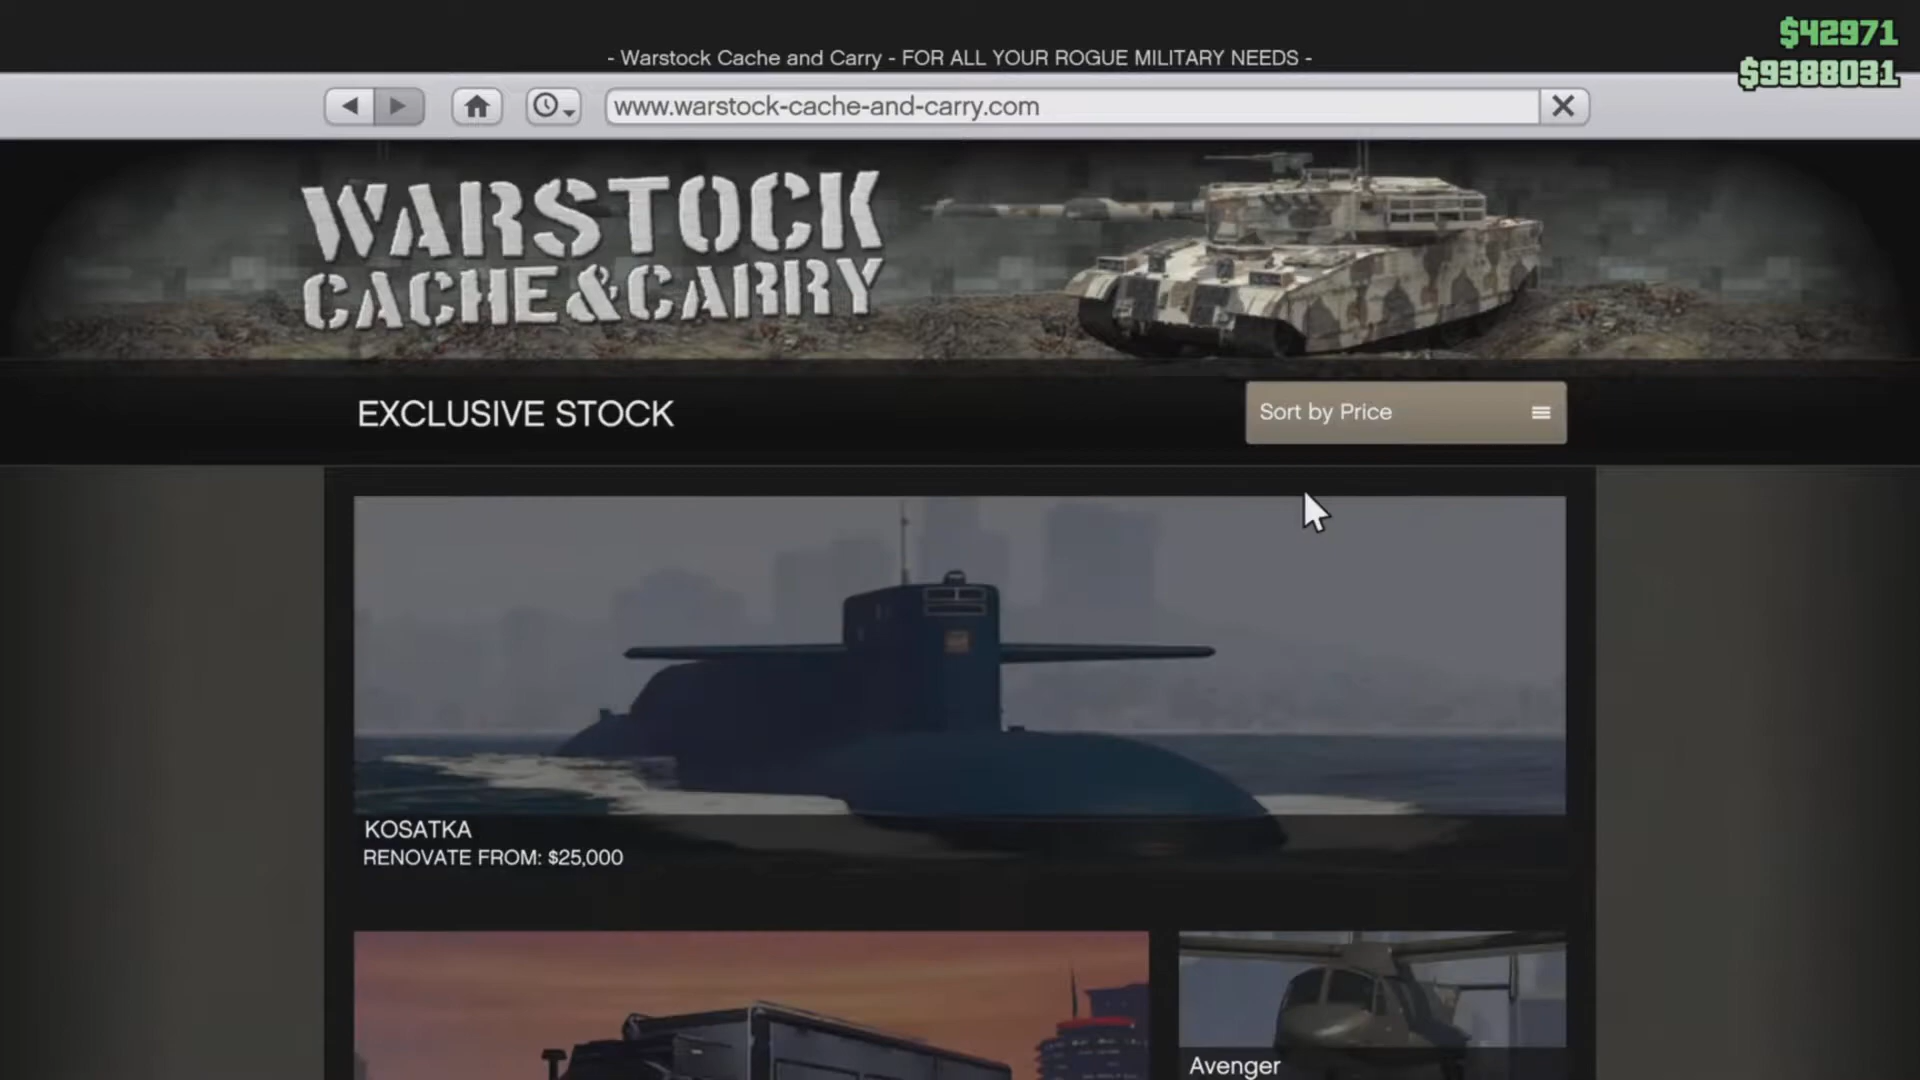 $42971
- Warstock Cache and Carry - FOR ALL YOUR ROGUE MILITARY NEEDS -
$9388031
www.warstock-cache-and-carry.com
WARSTOCK
CACHE & CARRY
EXCLUSIVE STOCK
Sort by Price
KOSATKA
RENOVATE FROM: $25,000
Avenger